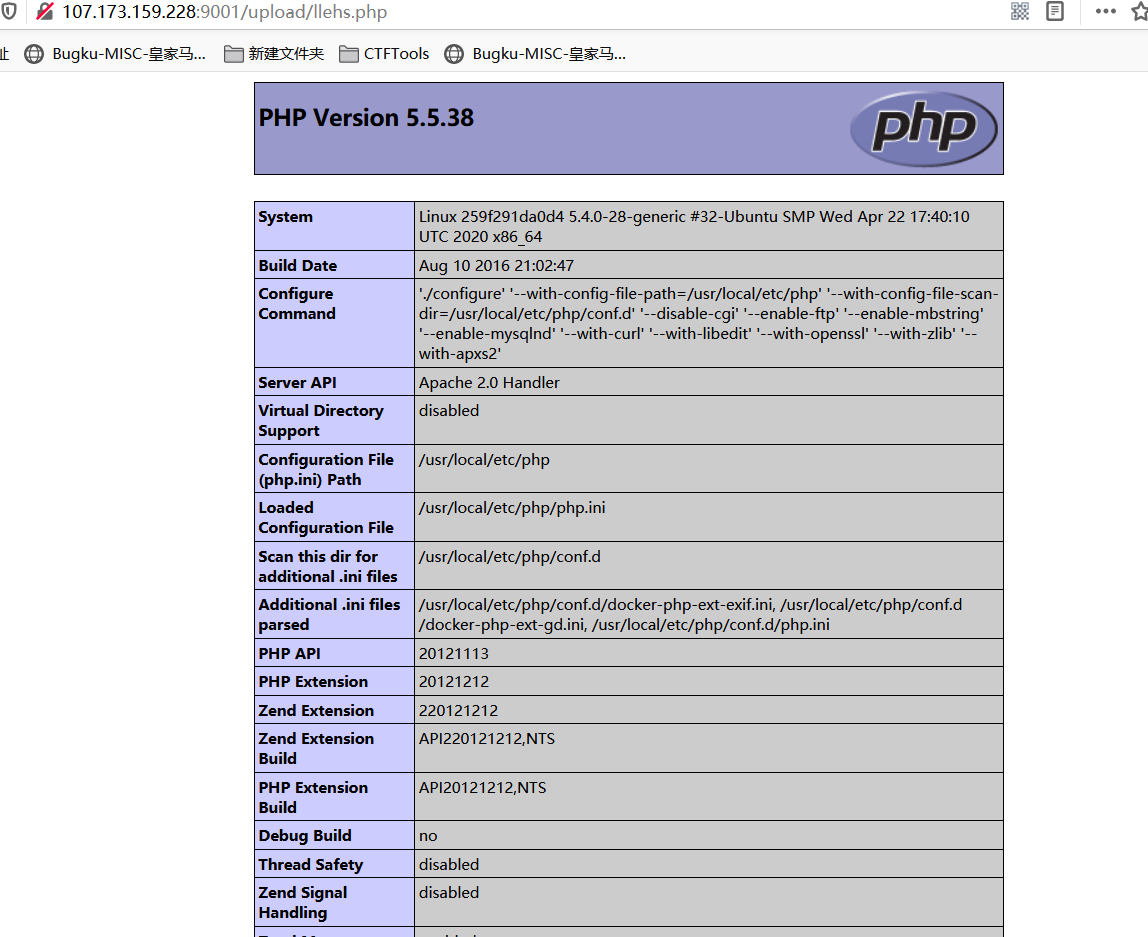 107.173.159.228:9001/upload/llehs.php
止 Bugku-MISC-皇家马... 新建文件夹 CTFTools Bugku-MISC-皇家马...
PHP Version 5.5.38
php
System
Linux 259f291da0d4 5.4.0-28-generic #32-Ubuntu SMP Wed Apr 22 17:40:10
UTC 2020 x86_64
Build Date
Aug 10 2016 21:02:47
Configure
Command
'./configure' '--with-config-file-path=/usr/local/etc/php' '--with-config-file-scan-
dir=/usr/local/etc/php/conf.d' '--disable-cgi' '--enable-ftp' '--enable-mbstring'
'--enable-mysqlnd' '--with-curl' '--with-libedit' '--with-openssl' '--with-zlib' '--
with-apxs2'
Server API
Apache 2.0 Handler
Virtual Directory
Support
disabled
Configuration File
(php.ini) Path
/usr/local/etc/php
Loaded
Configuration File
/usr/local/etc/php/php.ini
Scan this dir for
additional .ini files
/usr/local/etc/php/conf.d
Additional .ini files
parsed
/usr/local/etc/php/conf.d/docker-php-ext-exif.ini, /usr/local/etc/php/conf.d
/docker-php-ext-gd.ini, /usr/local/etc/php/conf.d/php.ini
PHP API
20121113
PHP Extension
20121212
Zend Extension
220121212
Zend Extension
Build
API220121212,NTS
PHP Extension
Build
API20121212,NTS
Debug Build
no
Thread Safety
disabled
Zend Signal
Handling
disabled